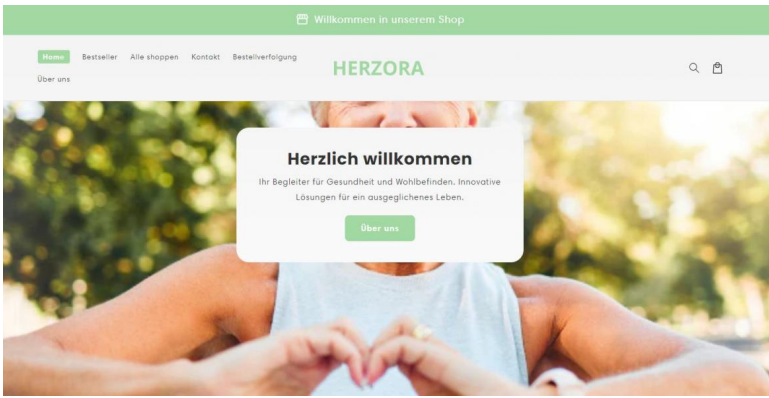 Willkommen in unserem Shop
Home Bestseller Alle shoppen Kontakt Bestellverfolgung
Über uns
HERZORA
Herzlich willkommen
Ihr Begleiter für Gesundheit und Wohlbefinden. Innovative
Lösungen für ein ausgeglichenes Leben.
Über uns